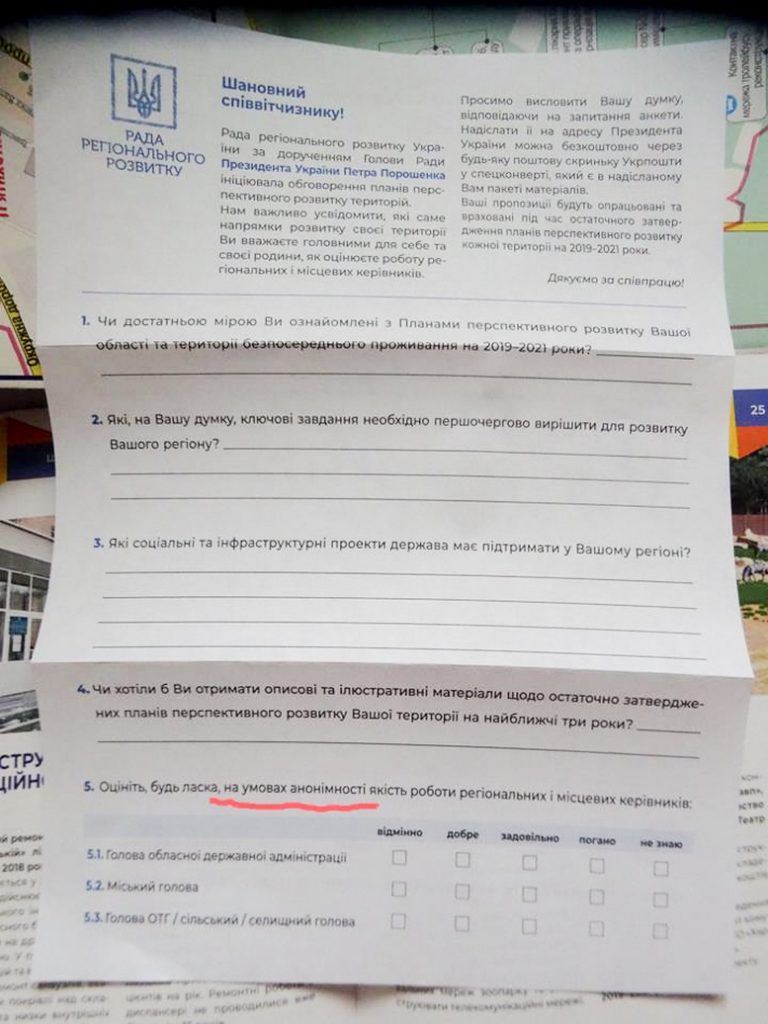 РАДА
РЕГІОНАЛЬНОГО
РОЗВИТКУ
Шановний
співвітчизнику!
Рада регіонального розвитку Укра-
їни за дорученням Голови Ради
Президента України Петра Порошенка
ініціювала обговорення планів перс-
пективного розвитку територій.
Нам важливо усвідомити, які саме
напрямки розвитку своєї території
Ви вважаєте головними для себе та
своєї родини, як оцінюєте роботу ре-
гіональних і місцевих керівників.
Просимо висловити Вашу думку,
відповідаючи на запитання анкети.
Надіслати її на адресу Президента
України можна безкоштовно через
будь-яку поштову скриньку Укрпошти
у спецконверті, який є в надісланому
Вам пакеті матеріалів.
Ваші пропозиції будуть опрацьовані та
враховані під час остаточного затвер-
дження планів перспективного розвитку
кожної території на 2019–2021 роки.
Дякуємо за співпрацю!
1. Чи достатньою мірою Ви ознайомлені з Планами перспективного розвитку Вашої
області та території безпосереднього проживання на 2019–2021 роки?
2. Які, на Вашу думку, ключові завдання необхідно першочергово вирішити для розвитку
Вашого регіону?
3. Які соціальні та інфраструктурні проекти держава має підтримати у Вашому регіоні?
4. Чи хотіли б Ви отримати описові та ілюстративні матеріали щодо остаточно затвердже-
них планів перспективного розвитку Вашої території на найближчі три роки?
5. Оцініть, будь ласка, на умовах анонімності якість роботи регіональних і місцевих керівників:
відмінно добре задовільно погано не знаю
5.1. Голова обласної державної адміністрації
5.2. Міський голова
5.3. Голова ОТГ / сільський / селищний голова
25